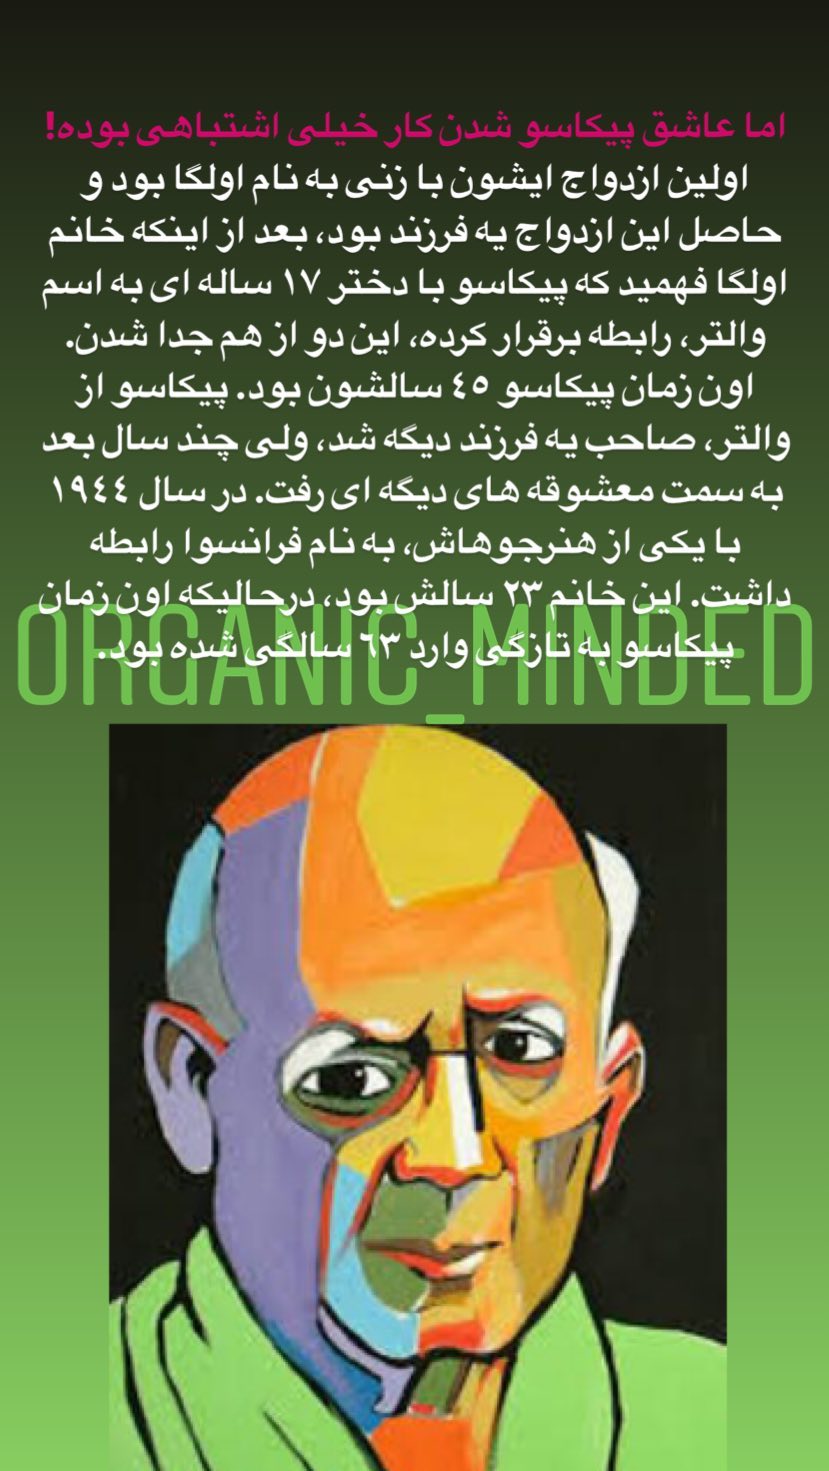 اما عاشق پیکاسو شدن کار خیلی اشتباهی بوده!
اولین ازدواج ایشون با زنی به نام اولگا بود و
حاصل این ازدواج یه فرزند بود، بعد از اینکه خانم
اولگا فهمید که پیکاسو با دختر ۱۷ ساله ای به اسم
والتر، رابطه برقرار کرده، این دو از هم جدا شدن.
اون زمان پیکاسو ٤٥ سالشون بود. پیکاسو از
والتر، صاحب یه فرزند دیگه شد، ولی چند سال بعد
به سمت معشوقه های دیگه ای رفت. در سال ۱۹٤٤
با یکی از هنرجوهاش، به نام فرانسوا رابطه
داشت. این خانم ۲۳ سالش بود، درحالیکه اون زمان
پیکاسو به تازگی وارد ٦۳ سالگی شده بود.
ORGANIC_MINDED